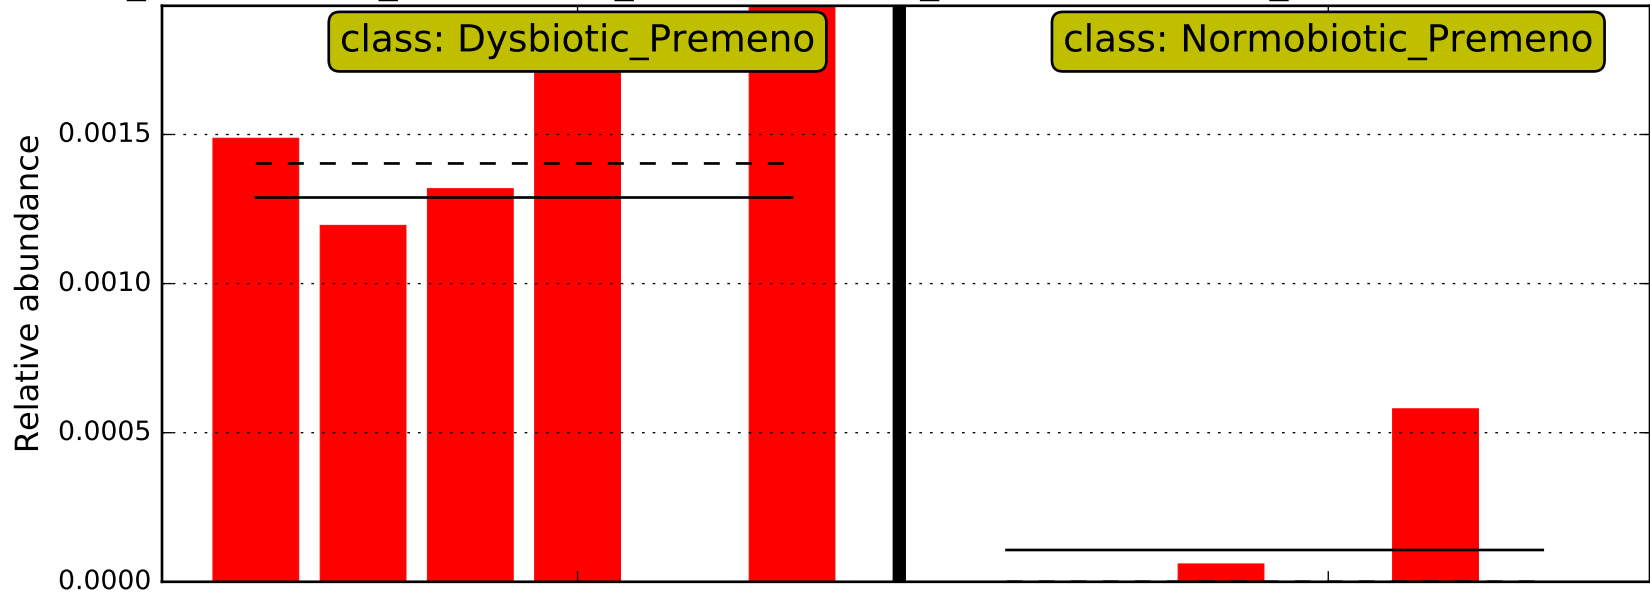 class: Dysbiotic_Premeno
class: Normobiotic_Premeno
Relative abundance
0.0015
0.0010
0.0005
0.0000